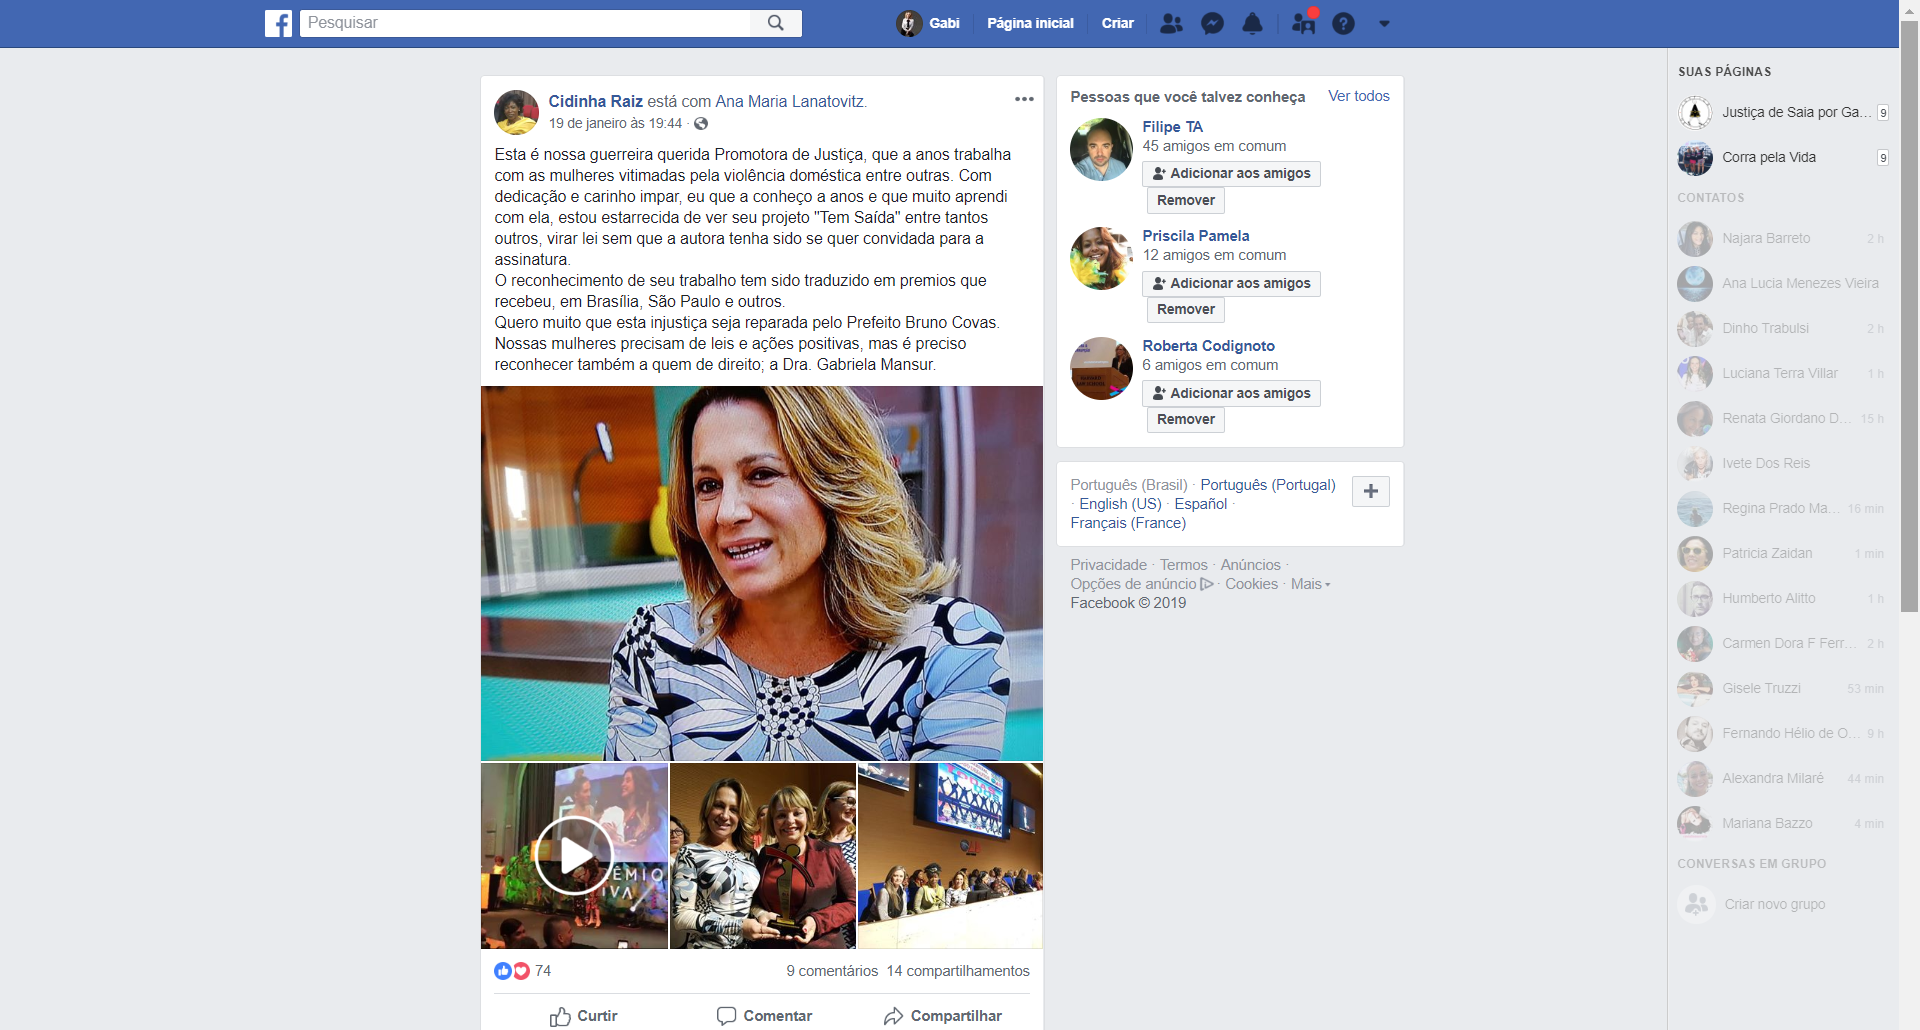 Pesquisar
Gabi
Página inicial
Criar
Cidinha Raiz está com Ana Maria Lanatovitz.
19 de janeiro às 19:44 ·
Esta é nossa guerreira querida Promotora de Justiça, que a anos trabalha
com as mulheres vitimadas pela violência doméstica entre outras. Com
dedicação e carinho impar, eu que a conheço a anos e que muito aprendi
com ela, estou estarrecida de ver seu projeto "Tem Saída" entre tantos
outros, virar lei sem que a autora tenha sido se quer convidada para a
assinatura.
O reconhecimento de seu trabalho tem sido traduzido em premios que
recebeu, em Brasília, São Paulo e outros.
Quero muito que esta injustiça seja reparada pelo Prefeito Bruno Covas.
Nossas mulheres precisam de leis e ações positivas, mas é preciso
reconhecer também a quem de direito; a Dra. Gabriela Mansur.
ÊMIO
IVA
74
9 comentários 14 compartilhamentos
Curtir
Comentar
Compartilhar
Pessoas que você talvez conheça
Ver todos
Filipe TA
45 amigos em comum
Adicionar aos amigos
Remover
Priscila Pamela
12 amigos em comum
Adicionar aos amigos
Remover
Roberta Codignoto
6 amigos em comum
Adicionar aos amigos
Remover
Português (Brasil) · Português (Portugal)
· English (US) · Español ·
Français (France)
Privacidade · Termos · Anúncios ·
Opções de anúncio · Cookies · Mais
Facebook © 2019
SUAS PÁGINAS
Justiça de Saia por Ga... 9
Corra pela Vida 9
CONTATOS
Najara Barreto 2 h
Ana Lucia Menezes Vieira
Dinho Trabulsi 2 h
Luciana Terra Villar 1 h
Renata Giordano D... 15 h
Ivete Dos Reis
Regina Prado Ma... 16 min
Patricia Zaidan 1 min
Humberto Alitto 1 h
Carmen Dora F Ferr... 2 h
Gisele Truzzi 53 min
Fernando Hélio de O... 9 h
Alexandra Milaré 44 min
Mariana Bazzo 4 min
CONVERSAS EM GRUPO
Criar novo grupo